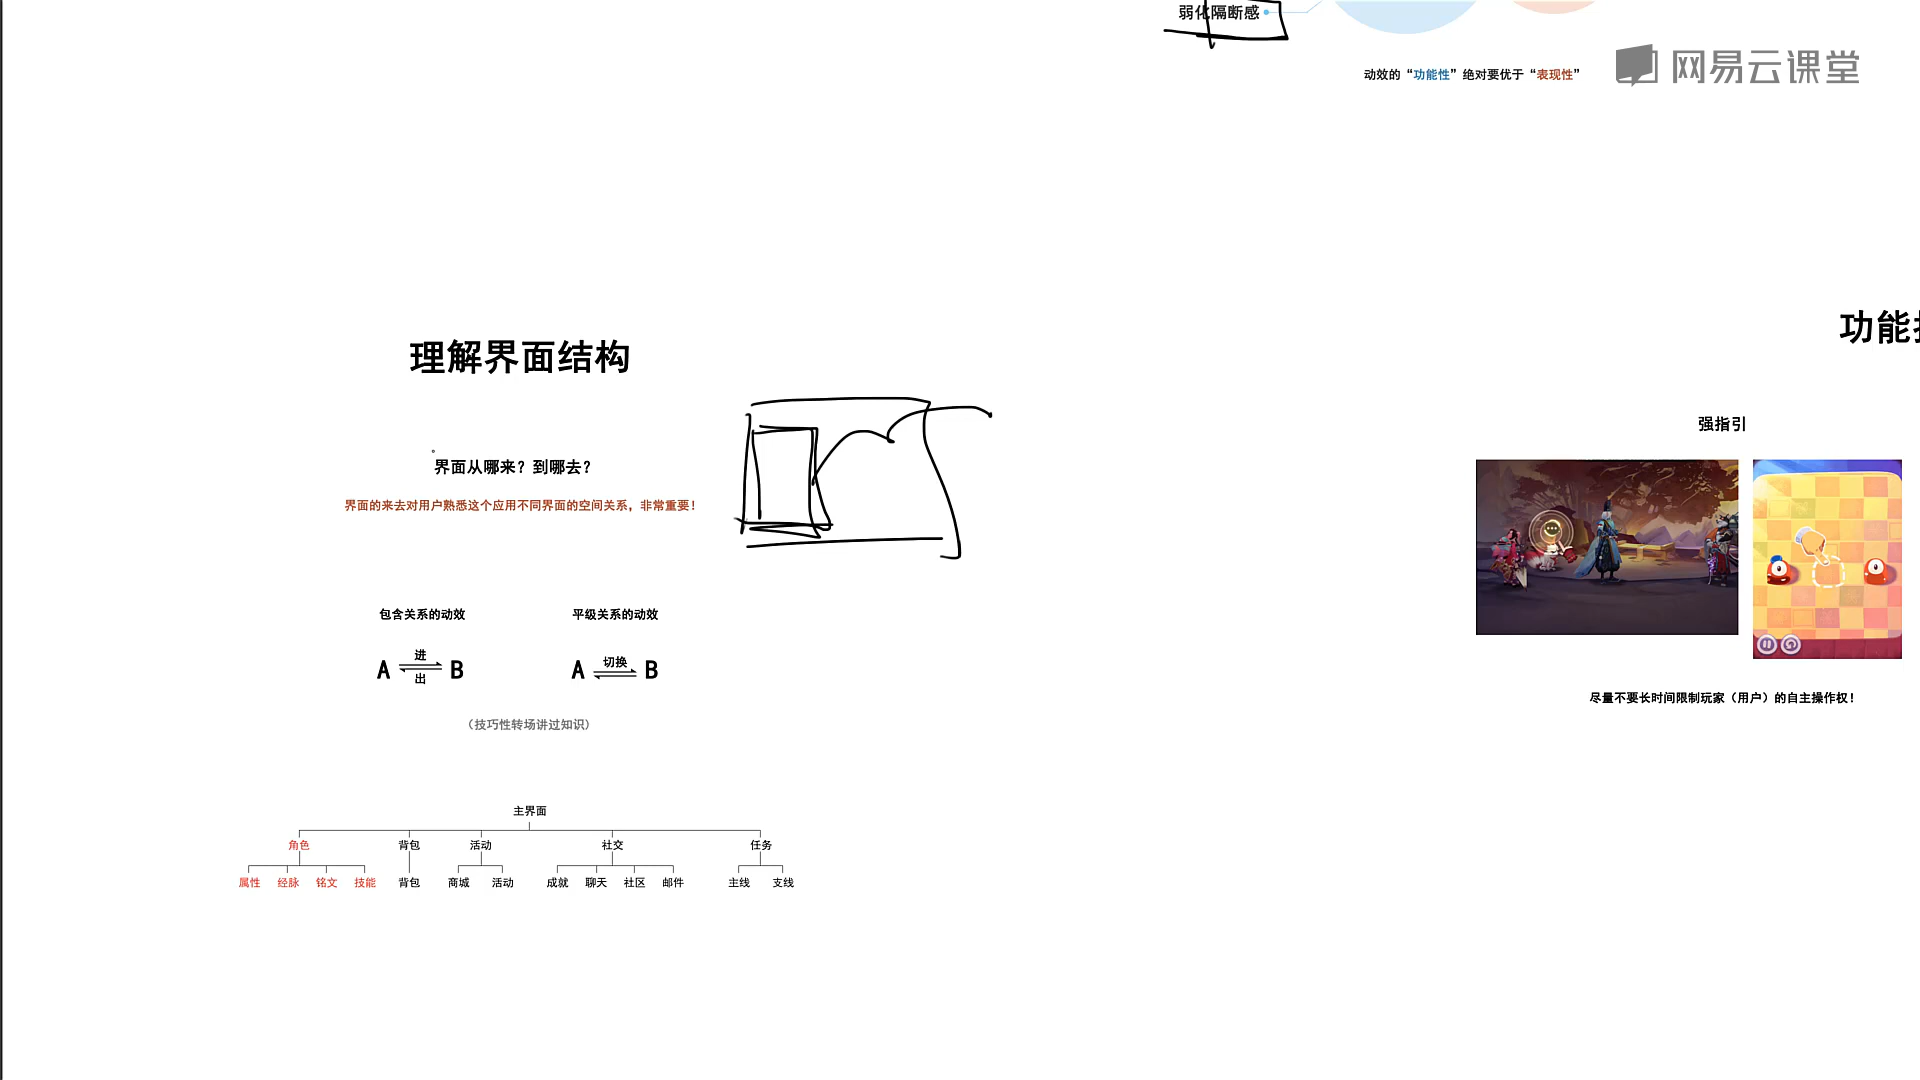 弱化隔断感
动效的“功能性”绝对要优于“表现性”
网易云课堂
理解界面结构
界面从哪来？到哪去？
界面的来去对用户熟悉这个应用不同界面的空间关系，非常重要！
包含关系的动效
平级关系的动效
A 进 出 B
A 切换 B
（技巧性转场讲过知识）
主界面
角色 背包 活动 社交 任务
属性 经脉 铭文 技能 背包 商城 活动 成就 聊天 社区 邮件 主线 支线
功能
强指引
尽量不要长时间限制玩家（用户）的自主操作权！